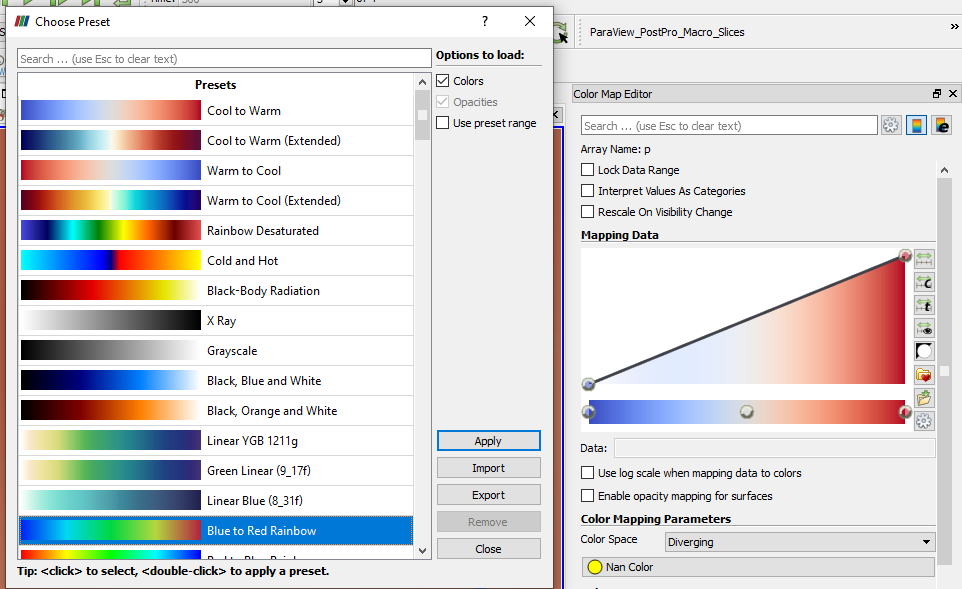 Choose Preset
Search ... (use Esc to clear text)
Presets
Cool to Warm
Cool to Warm (Extended)
Warm to Cool
Warm to Cool (Extended)
Rainbow Desaturated
Cold and Hot
Black-Body Radiation
X Ray
Grayscale
Black, Blue and White
Black, Orange and White
Linear YGB 1211g
Green Linear (9_17f)
Linear Blue (8_31f)
Blue to Red Rainbow
Tip: <click> to select, <double-click> to apply a preset.
Options to load:
Colors
Opacities
Use preset range
Apply
Import
Export
Remove
Close
ParaView_PostPro_Macro_Slices
Color Map Editor
Search ... (use Esc to clear text)
Array Name: p
Lock Data Range
Interpret Values As Categories
Rescale On Visibility Change
Mapping Data
Data:
Use log scale when mapping data to colors
Enable opacity mapping for surfaces
Color Mapping Parameters
Color Space
Diverging
Nan Color